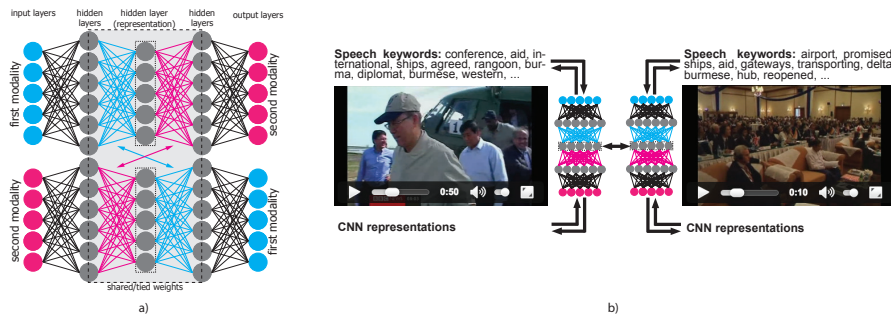 input layers
hidden
layers
hidden layer
(representation)
hidden
layers
output layers
first modality
second modality
second modality
first modality
shared/tied weights
a)
Speech keywords: conference, aid, in-
ternational, ships, agreed, rangoon, bur-
ma, diplomat, burmese, western, ...
1
0:50
CNN representations
Speech keywords: airport, promised,
ships, aid, gateways, transporting, delta,
burmese, hub, reopened, ...
0:10
CNN representations
b)